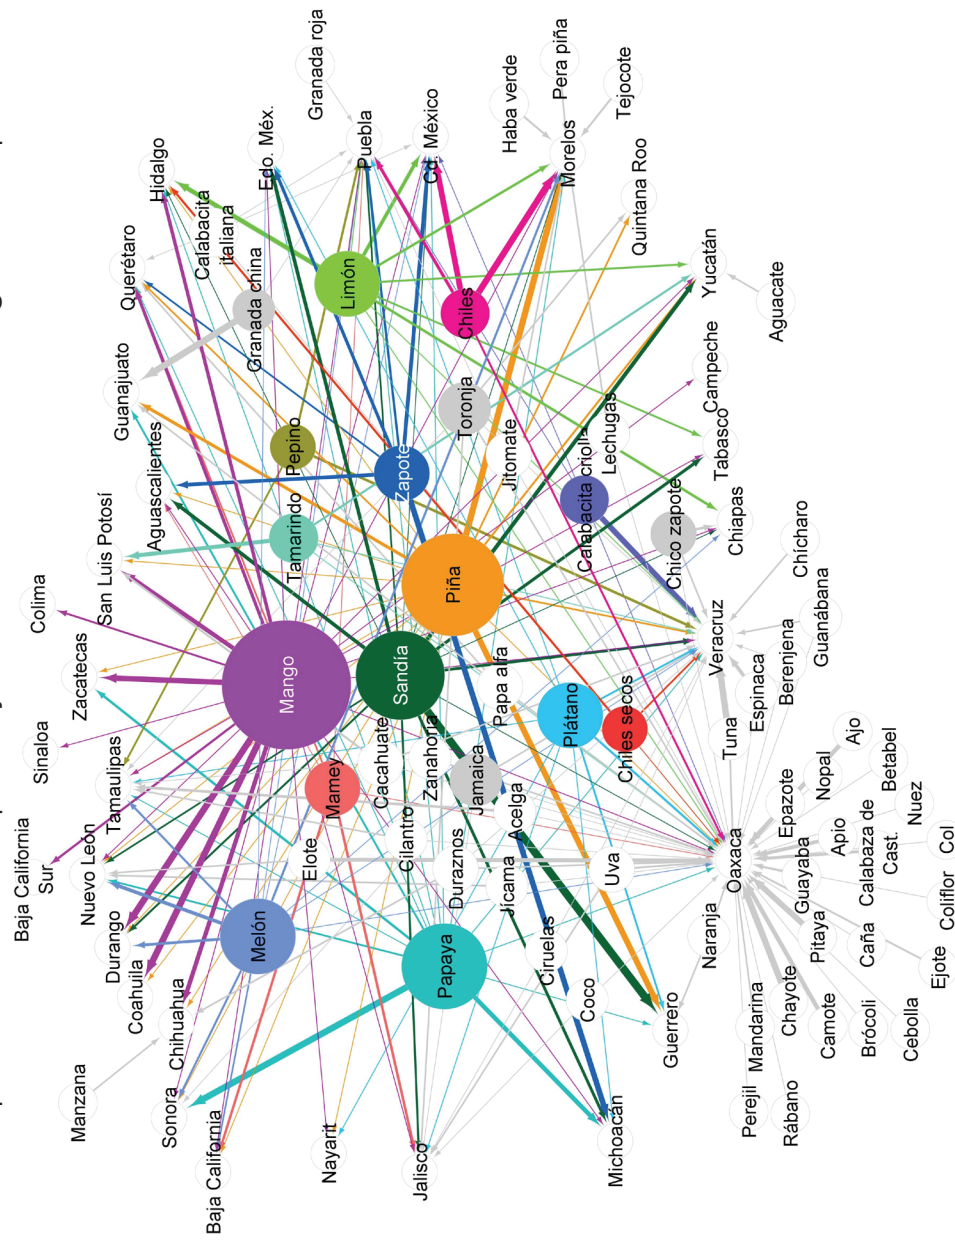 Baja California
Sur
Sinaloa
Colima
Manzana
Zacatecas
Nuevo León
Tamaulipas
San Luis Potosí
Durango
Coahuila
Guanajuato
Querétaro
Aguascalientes
Hidalgo
Sonora
Chihuahua
Calabacita
italiana
Baja California
Melón
Mango
Tamarindo
Pepino
Granada china
Edo. Méx.
Elote
Granada roja
Nayarit
Mamey
Limón
Puebla
Cacahuate
Sandía
Zapote
Cilantro
Jalisco
Zanahoria
Cd. México
Papaya
Duraznos
Piña
Toronja
Chiles
Jamaica
Jícama
Acelga
Papa alfa
Jitomate
Haba verde
Ciruelas
Plátano
Morelos
Pera piña
Coco
Calabacita criolla
Uva
Lechugas
Michoacán
Chiles secos
Tejocote
Quintana Roo
Guerrero
Chico zapote
Naranja
Oaxaca
Veracruz
Yucatán
Campeche
Tabasco
Tuna
Chiapas
Perejil
Mandarina
Espinaca
Aguacate
Rábano
Chayote
Epazote
Berenjena
Guayaba
Chícharo
Pitaya
Nopal
Guanábana
Camote
Apio
Ajo
Brócoli
Caña
Calabaza de
Cast.
Betabel
Cebolla
Nuez
Ejote
Coliflor
Col